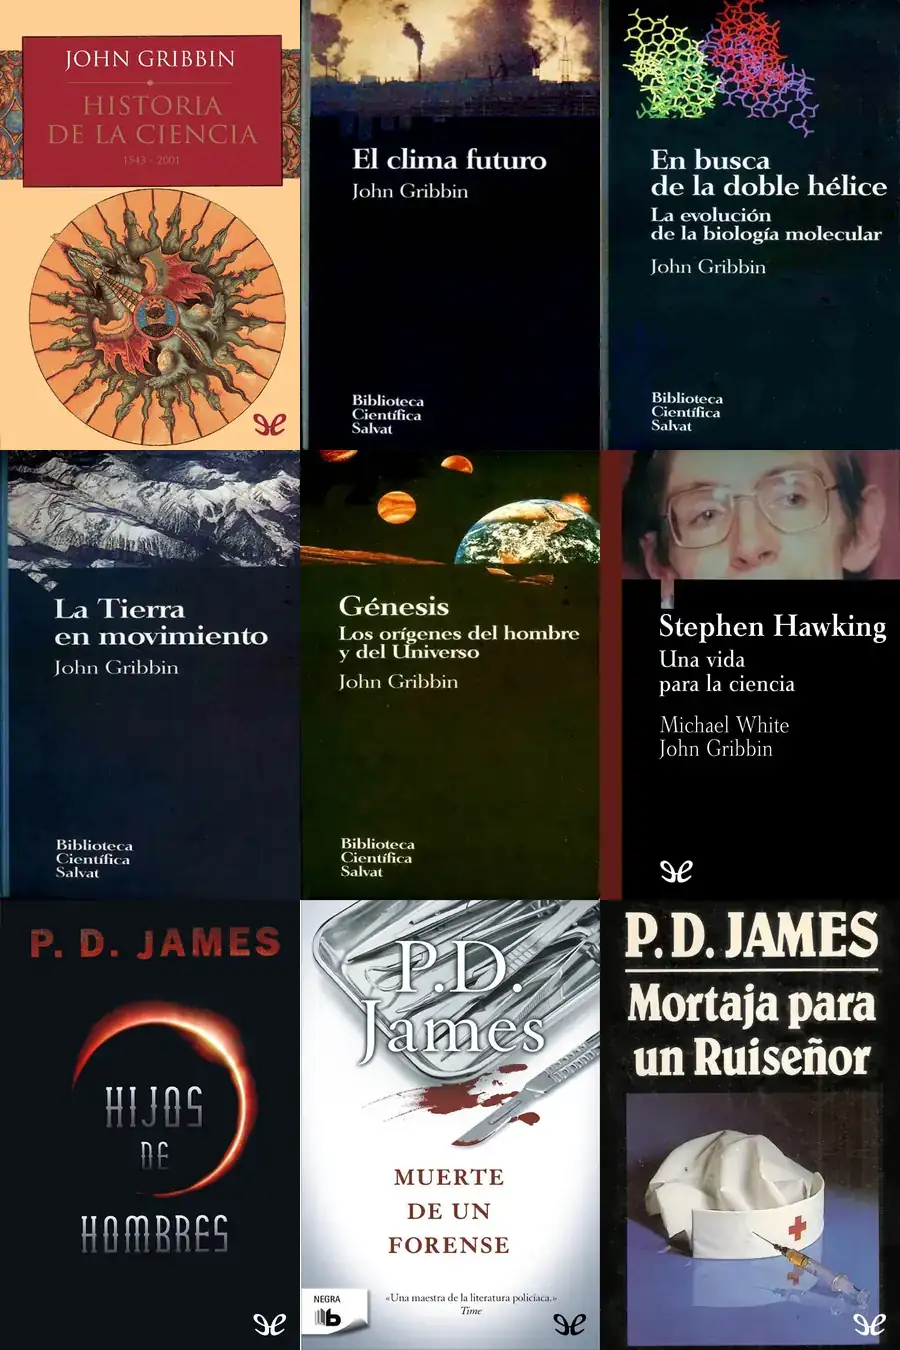 JOHN GRIBBIN
HISTORIA
DE LA CIENCIA
1543 - 2001
El clima futuro
John Gribbin
Biblioteca
Científica
Salvat
En busca
de la doble hélice
La evolución
de la biología molecular
John Gribbin
Biblioteca
Científica
Salvat
La Tierra
en movimiento
John Gribbin
Biblioteca
Científica
Salvat
Génesis
Los orígenes del hombre
y del Universo
John Gribbin
Biblioteca
Científica
Salvat
Stephen Hawking
Una vida
para la ciencia
Michael White
John Gribbin
P. D. JAMES
HIJOS
DE
HOMBRES
P.D.
James
MUERTE
DE UN
FORENSE
NEGRA
b
«Una maestra de la literatura policiaca.»
Time
P.D. JAMES
Mortaja para
un Ruiseñor